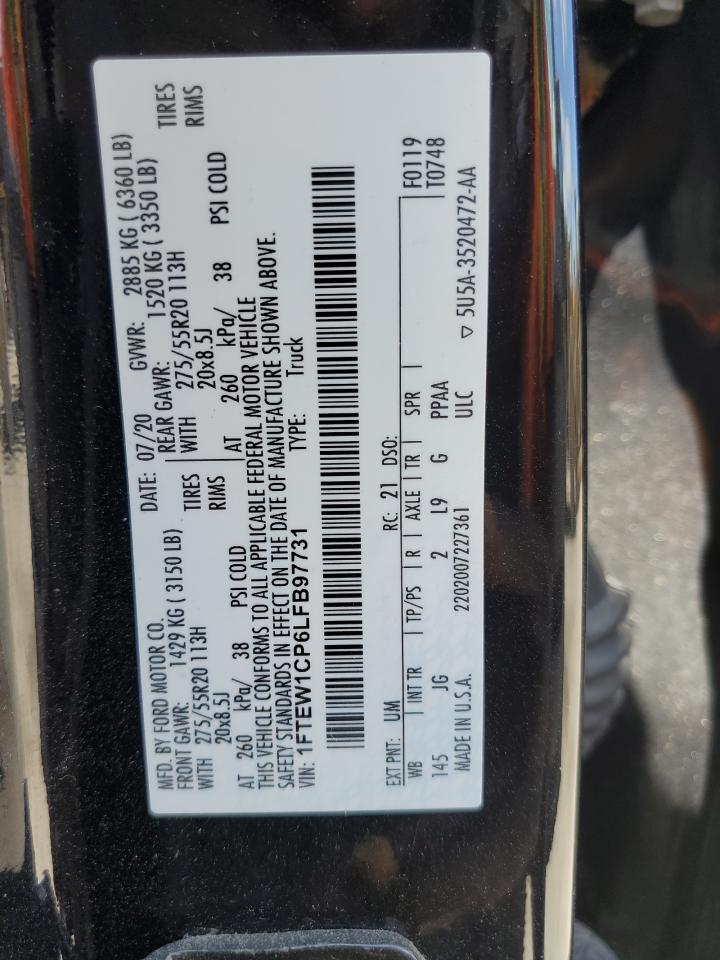 MFD. BY FORD MOTOR CO. DATE: 07/20 GVWR: 2885 KG ( 6360 LB)
FRONT GAWR: 1429 KG ( 3150 LB) REAR GAWR: 1520 KG ( 3350 LB)
WITH 275/55R20 113H TIRES WITH 275/55R20 113H TIRES
20x8.5J RIMS 20x8.5J RIMS
AT 260 kPa/ 38 PSI COLD AT 260 kPa/ 38 PSI COLD
THIS VEHICLE CONFORMS TO ALL APPLICABLE FEDERAL MOTOR VEHICLE
SAFETY STANDARDS IN EFFECT ON THE DATE OF MANUFACTURE SHOWN ABOVE.
VIN: 1FTEW1CP6LFB97731 TYPE: Truck
EXT PNT: UM RC: 21 DSO: F0119
WB INT TR TP/PS R AXLE TR SPR T0748
145 JG 2 L9 G PPAA
MADE IN U.S.A. 2202007227361 ULC ▽ 5U5A-3520472-AA